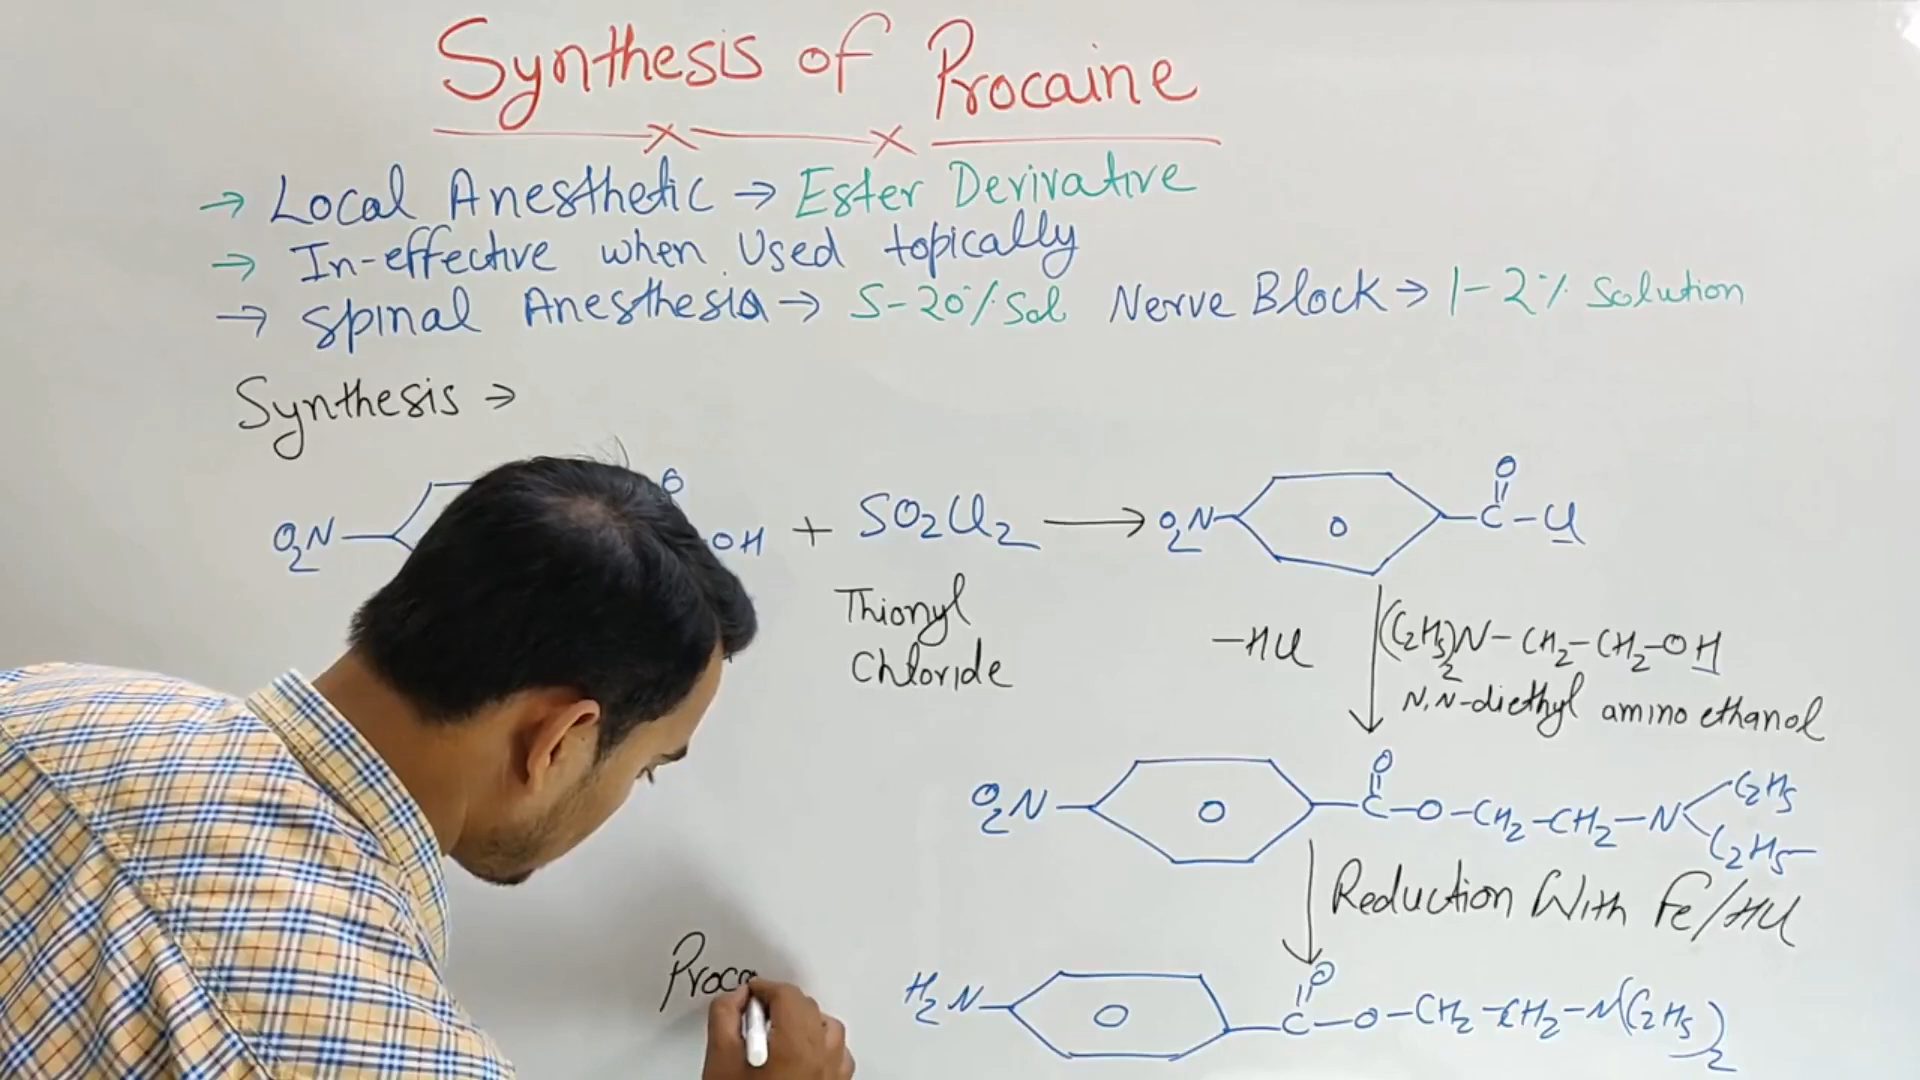 Synthesis of Procaine
→ Local Anesthetic → Ester Derivative
→ In-effective when Used topically
→ Spinal Anesthesia → 5-20% Sol Nerve Block → 1-2% Solution
Synthesis →
O2N OH + SO2Cl2 → O2N C-Cl
O
O
Thionyl
Chloride
-HCl (C2H5)2N-CH2-CH2-OH
N,N-diethyl amino ethanol
O
O2N C-O-CH2-CH2-N C2H5
C2H5
Reduction With Fe/HCl
Proca
O
H2N C-O-CH2-CH2-N(C2H5)2